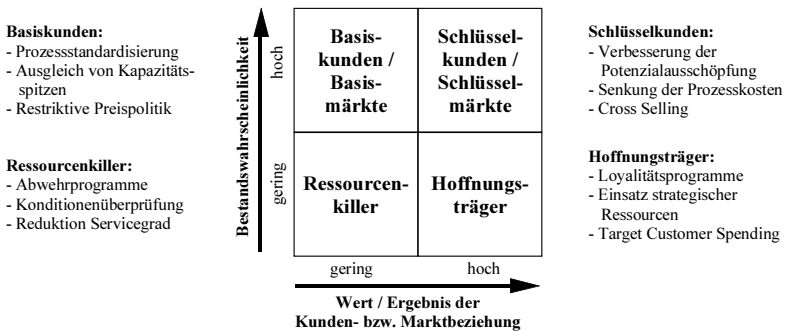 Basiskunden:
- Prozessstandardisierung
- Ausgleich von Kapazitäts-
spitzen
- Restriktive Preispolitik
Ressourcenkiller:
- Abwehrprogramme
- Konditionenüberprüfung
- Reduktion Servicegrad
Bestandswahrscheinlichkeit
hoch
gering
Basis-
kunden /
Basis-
märkte
Schlüssel-
kunden /
Schlüssel-
märkte
Ressourcen-
killer
Hoffnungs-
träger
gering
hoch
Wert / Ergebnis der
Kunden- bzw. Marktbeziehung
Schlüsselkunden:
- Verbesserung der
Potenzialausschöpfung
- Senkung der Prozesskosten
- Cross Selling
Hoffnungsträger:
- Loyalitätsprogramme
- Einsatz strategischer
Ressourcen
- Target Customer Spending